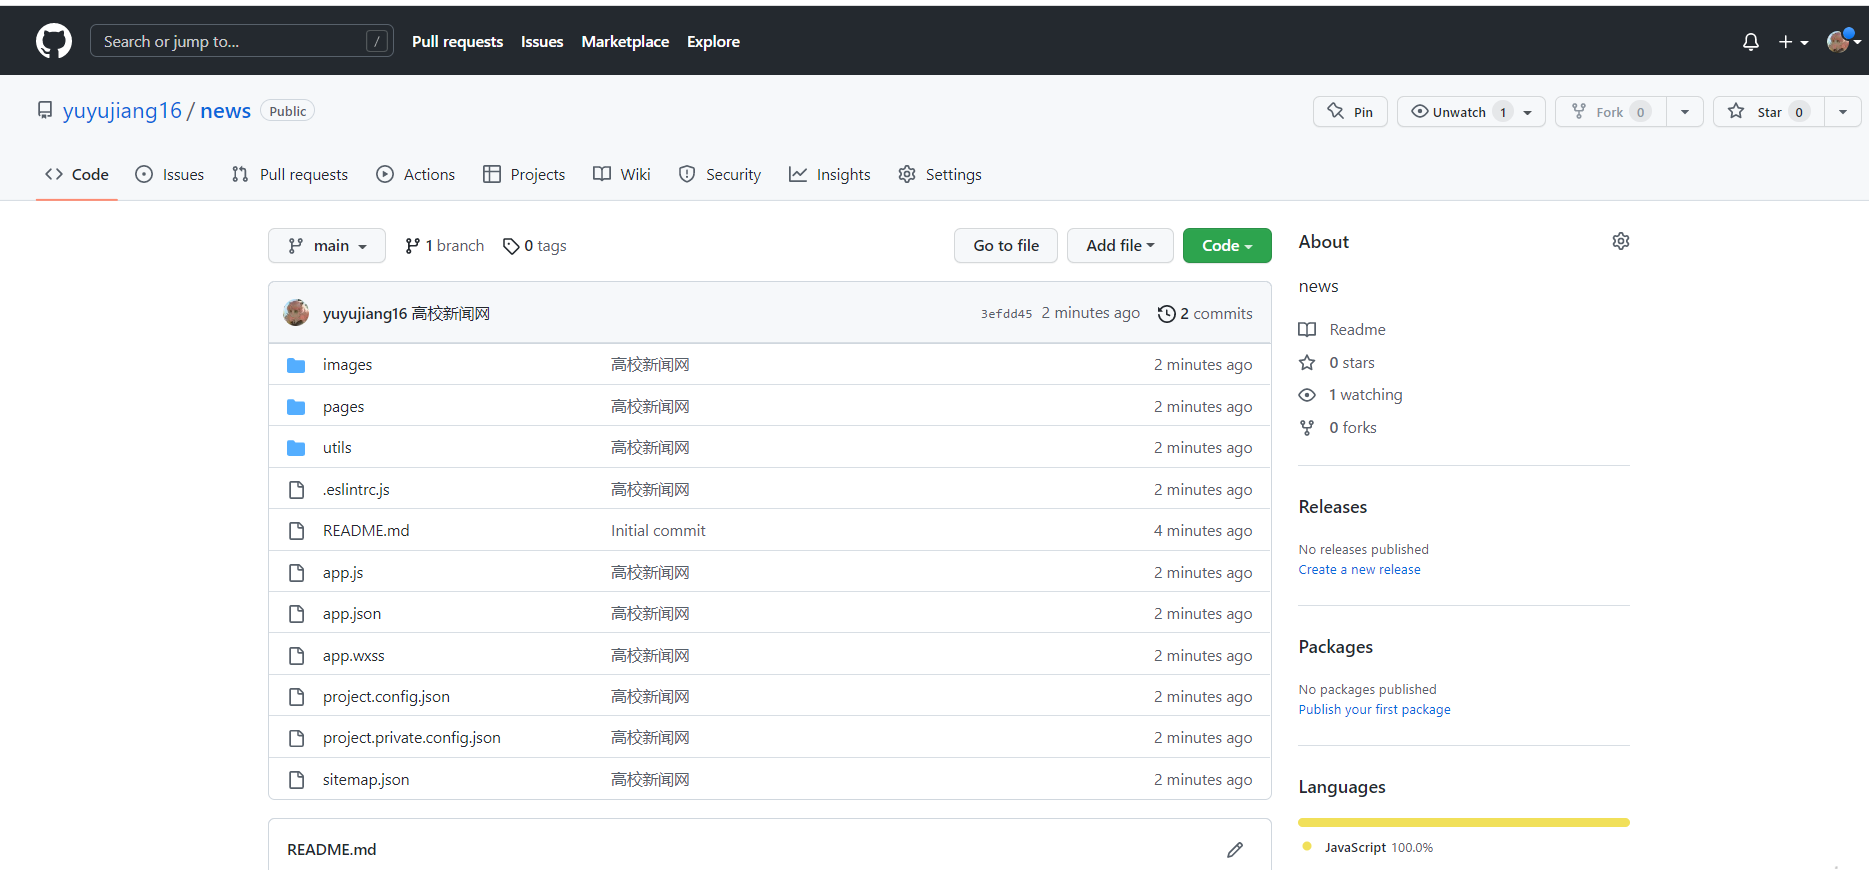 Search or jump to... / Pull requests Issues Marketplace Explore
yuyujiang16 / news Public Pin Unwatch 1 Fork 0 Star 0
Code Issues Pull requests Actions Projects Wiki Security Insights Settings
main 1 branch 0 tags Go to file Add file Code
yuyujiang16 高校新闻网 3efdd45 2 minutes ago 2 commits
images 高校新闻网 2 minutes ago
pages 高校新闻网 2 minutes ago
utils 高校新闻网 2 minutes ago
.eslintrc.js 高校新闻网 2 minutes ago
README.md Initial commit 4 minutes ago
app.js 高校新闻网 2 minutes ago
app.json 高校新闻网 2 minutes ago
app.wxss 高校新闻网 2 minutes ago
project.config.json 高校新闻网 2 minutes ago
project.private.config.json 高校新闻网 2 minutes ago
sitemap.json 高校新闻网 2 minutes ago
README.md
About
news
Readme
0 stars
1 watching
0 forks
Releases
No releases published
Create a new release
Packages
No packages published
Publish your first package
Languages
JavaScript 100.0%